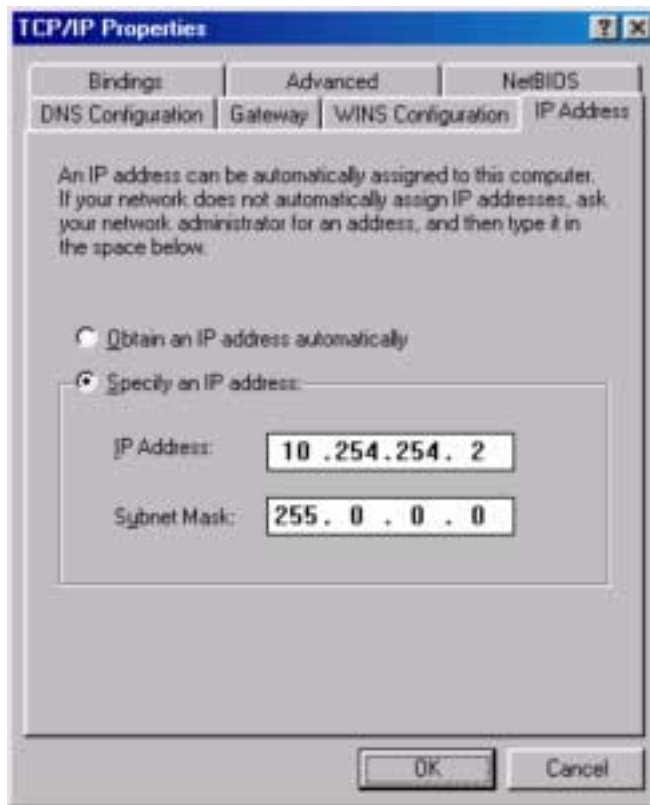 TCP/IP Properties
? ×
Bindings Advanced NetBIOS
DNS Configuration Gateway WINS Configuration IP Address
An IP address can be automatically assigned to this computer.
If your network does not automatically assign IP addresses, ask
your network administrator for an address, and then type it in
the space below.
Obtain an IP address automatically
Specify an IP address:
IP Address: 10 .254.254. 2
Subnet Mask: 255. 0 . 0 . 0
OK Cancel